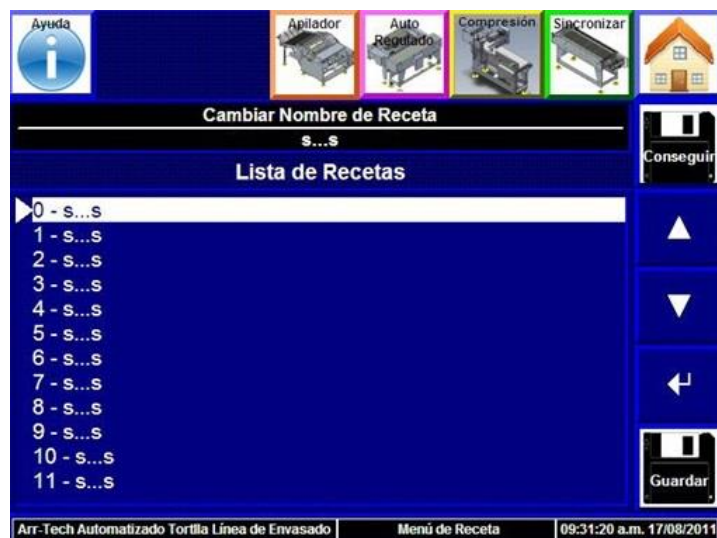 Ayuda
Apilador
Auto Regulado
Compresión
Sincronizar
Cambiar Nombre de Receta
s...s
Conseguir
Lista de Recetas
0 - s...s
1 - s...s
2 - s...s
3 - s...s
4 - s...s
5 - s...s
6 - s...s
7 - s...s
8 - s...s
9 - s...s
10 - s...s
11 - s...s
Guardar
Arr-Tech Automatizado Tortlla Línea de Envasado
Menú de Receta
09:31:20 a.m. 17/08/2011